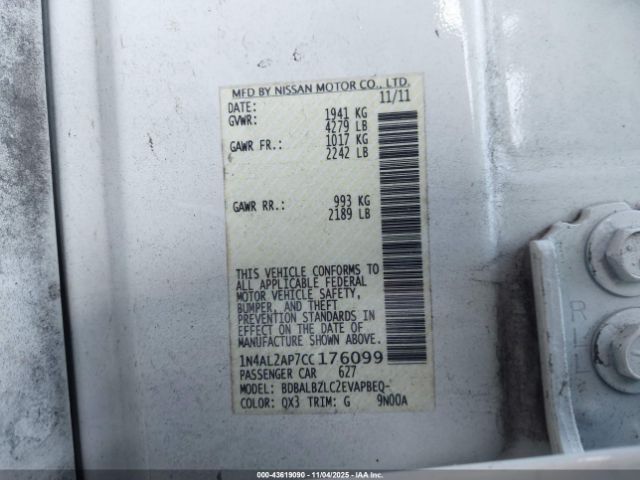 MFD BY NISSAN MOTOR CO., LTD.
DATE: 11/11
GVWR: 1941 KG
4279 LB
GAWR FR.: 1017 KG
2242 LB
GAWR RR.: 993 KG
2189 LB
THIS VEHICLE CONFORMS TO
ALL APPLICABLE FEDERAL
MOTOR VEHICLE SAFETY,
BUMPER, AND THEFT
PREVENTION STANDARDS IN
EFFECT ON THE DATE OF
MANUFACTURE SHOWN ABOVE.
1N4AL2AP7CC176099
PASSENGER CAR 627
MODEL: BDBALBZLC2EVAPBEQ-
COLOR: QX3 TRIM: G 9N00A
000-43619090 - 11/04/2025 - IAAI.COM